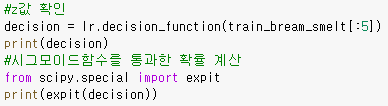 #z값 확인
decision = lr.decision_function(train_bream_smelt[:5])
print(decision)
#시그모이드함수를 통과한 확률 계산
from scipy.special import expit
print(expit(decision))